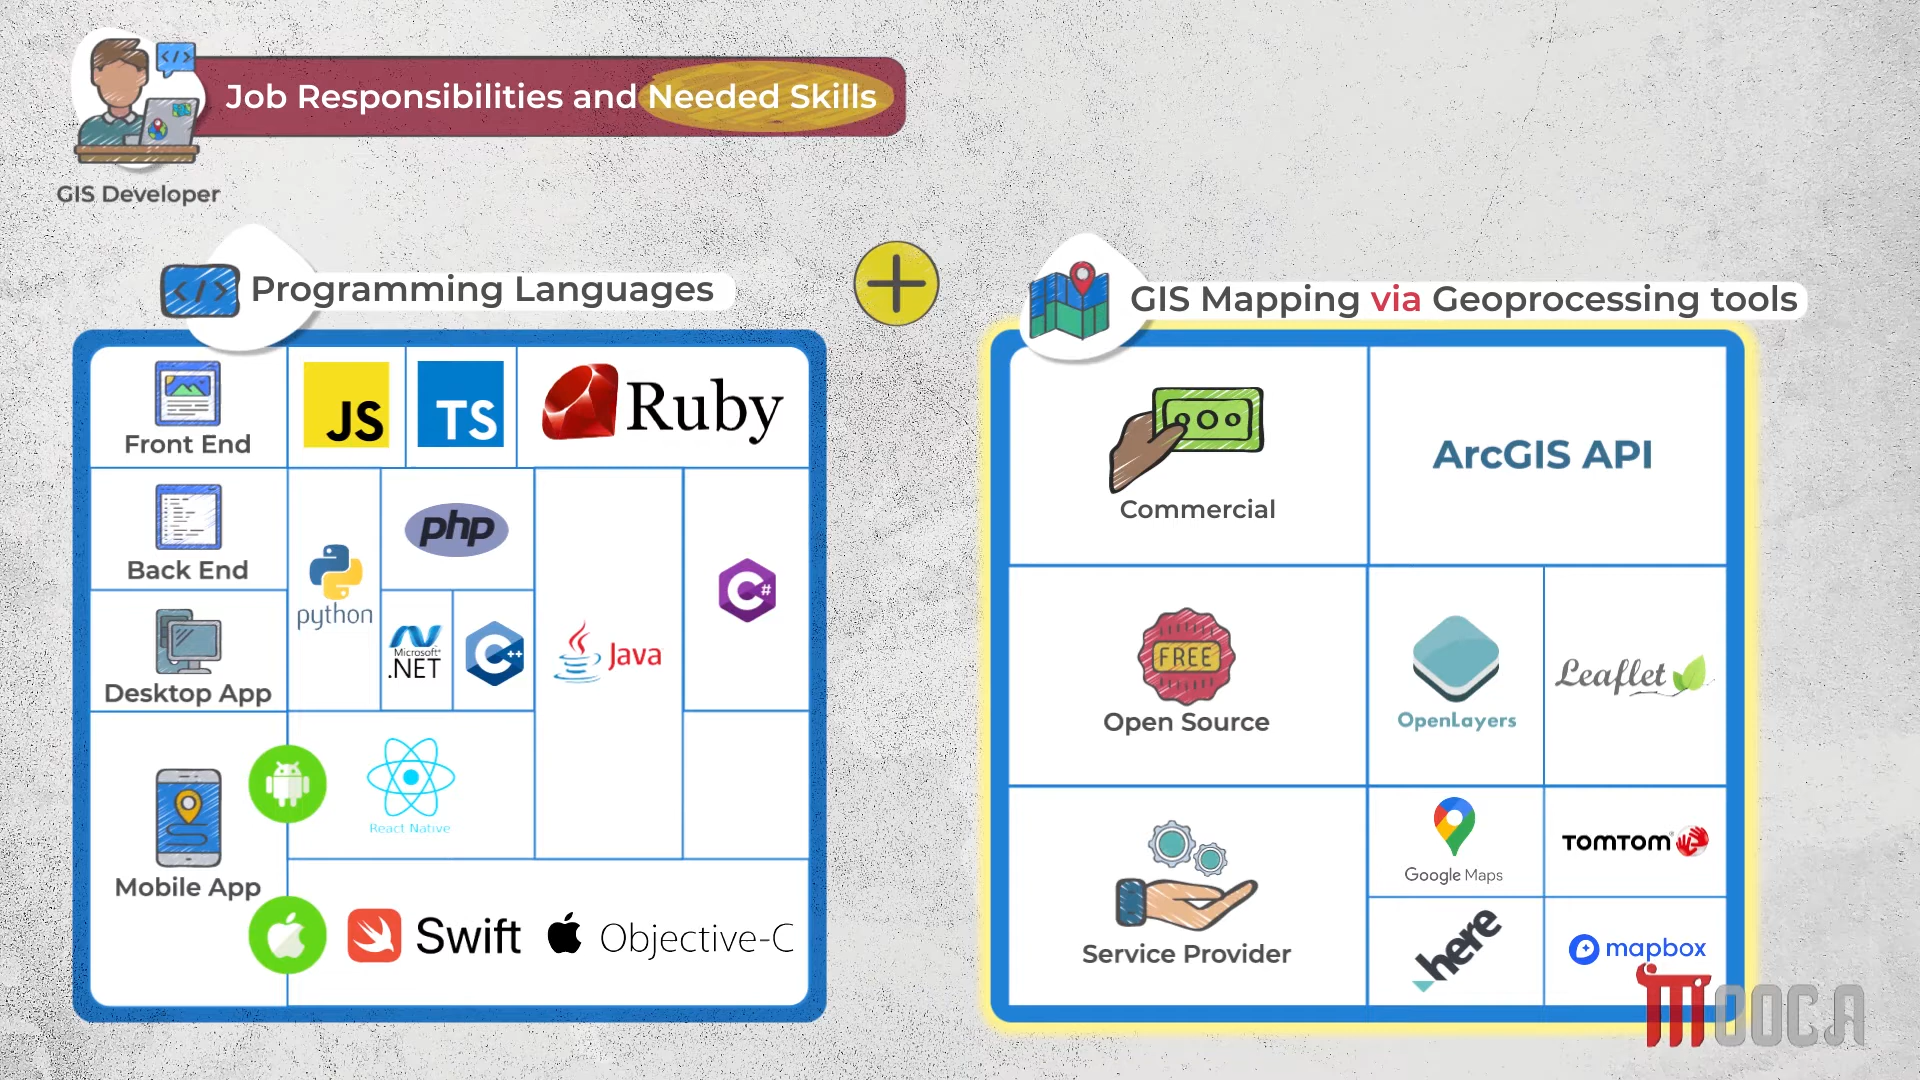 Job Responsibilities and Needed Skills
GIS Developer
</> Programming Languages
GIS Mapping via Geoprocessing tools
Front End
JS
TS
Ruby
Back End
python
php
C#
Desktop App
Microsoft
.NET
C++
Java
Mobile App
React Native
Swift
Objective-C
Commercial
ArcGIS API
FREE
Open Source
OpenLayers
Leaflet
Service Provider
Google Maps
TOMTOM
here
mapbox
MOOCA